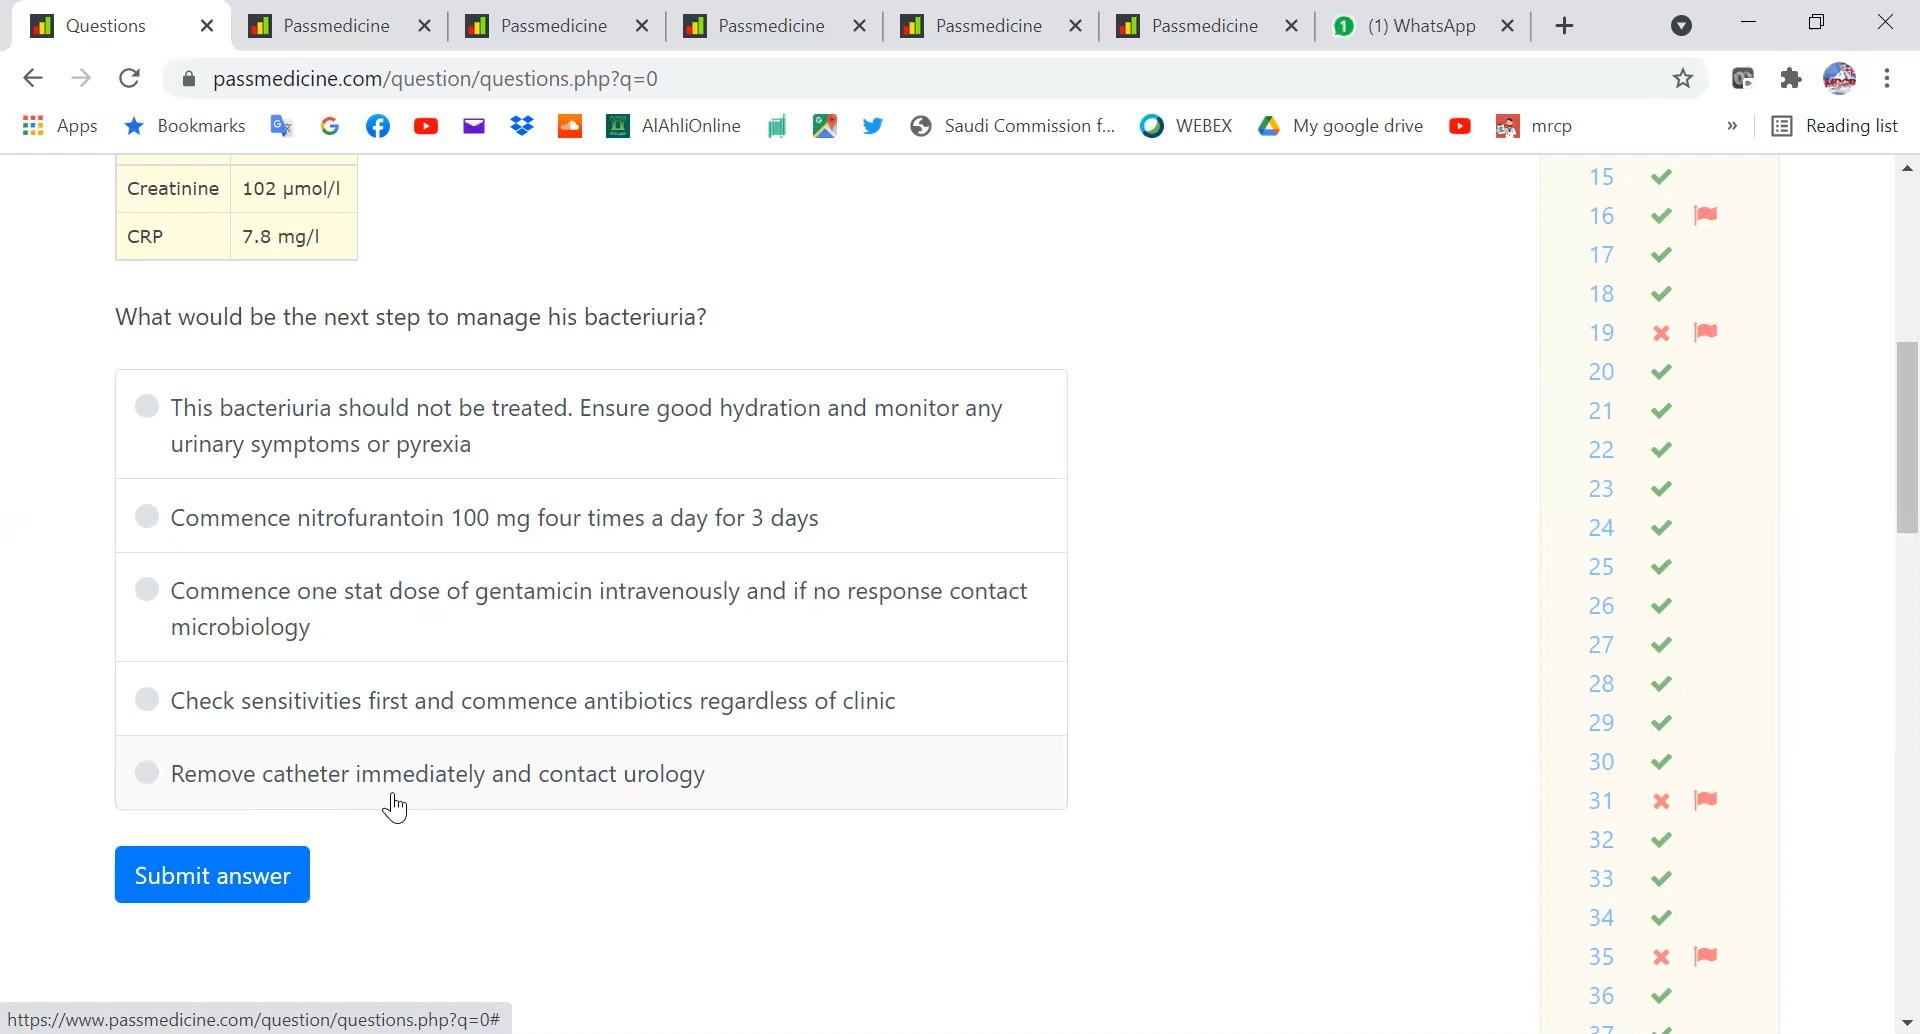 Questions
Passmedicine
Passmedicine
Passmedicine
Passmedicine
Passmedicine
1 (1) WhatsApp
passmedicine.com/question/questions.php?q=0
Apps
Bookmarks
AlAhliOnline
Saudi Commission f...
WEBEX
My google drive
mrcp
»
Reading list
Creatinine 102 µmol/l
CRP 7.8 mg/l
What would be the next step to manage his bacteriuria?
This bacteriuria should not be treated. Ensure good hydration and monitor any
urinary symptoms or pyrexia
Commence nitrofurantoin 100 mg four times a day for 3 days
Commence one stat dose of gentamicin intravenously and if no response contact
microbiology
Check sensitivities first and commence antibiotics regardless of clinic
Remove catheter immediately and contact urology
Submit answer
15
16
17
18
19
20
21
22
23
24
25
26
27
28
29
30
31
32
33
34
35
36
37
https://www.passmedicine.com/question/questions.php?q=0#